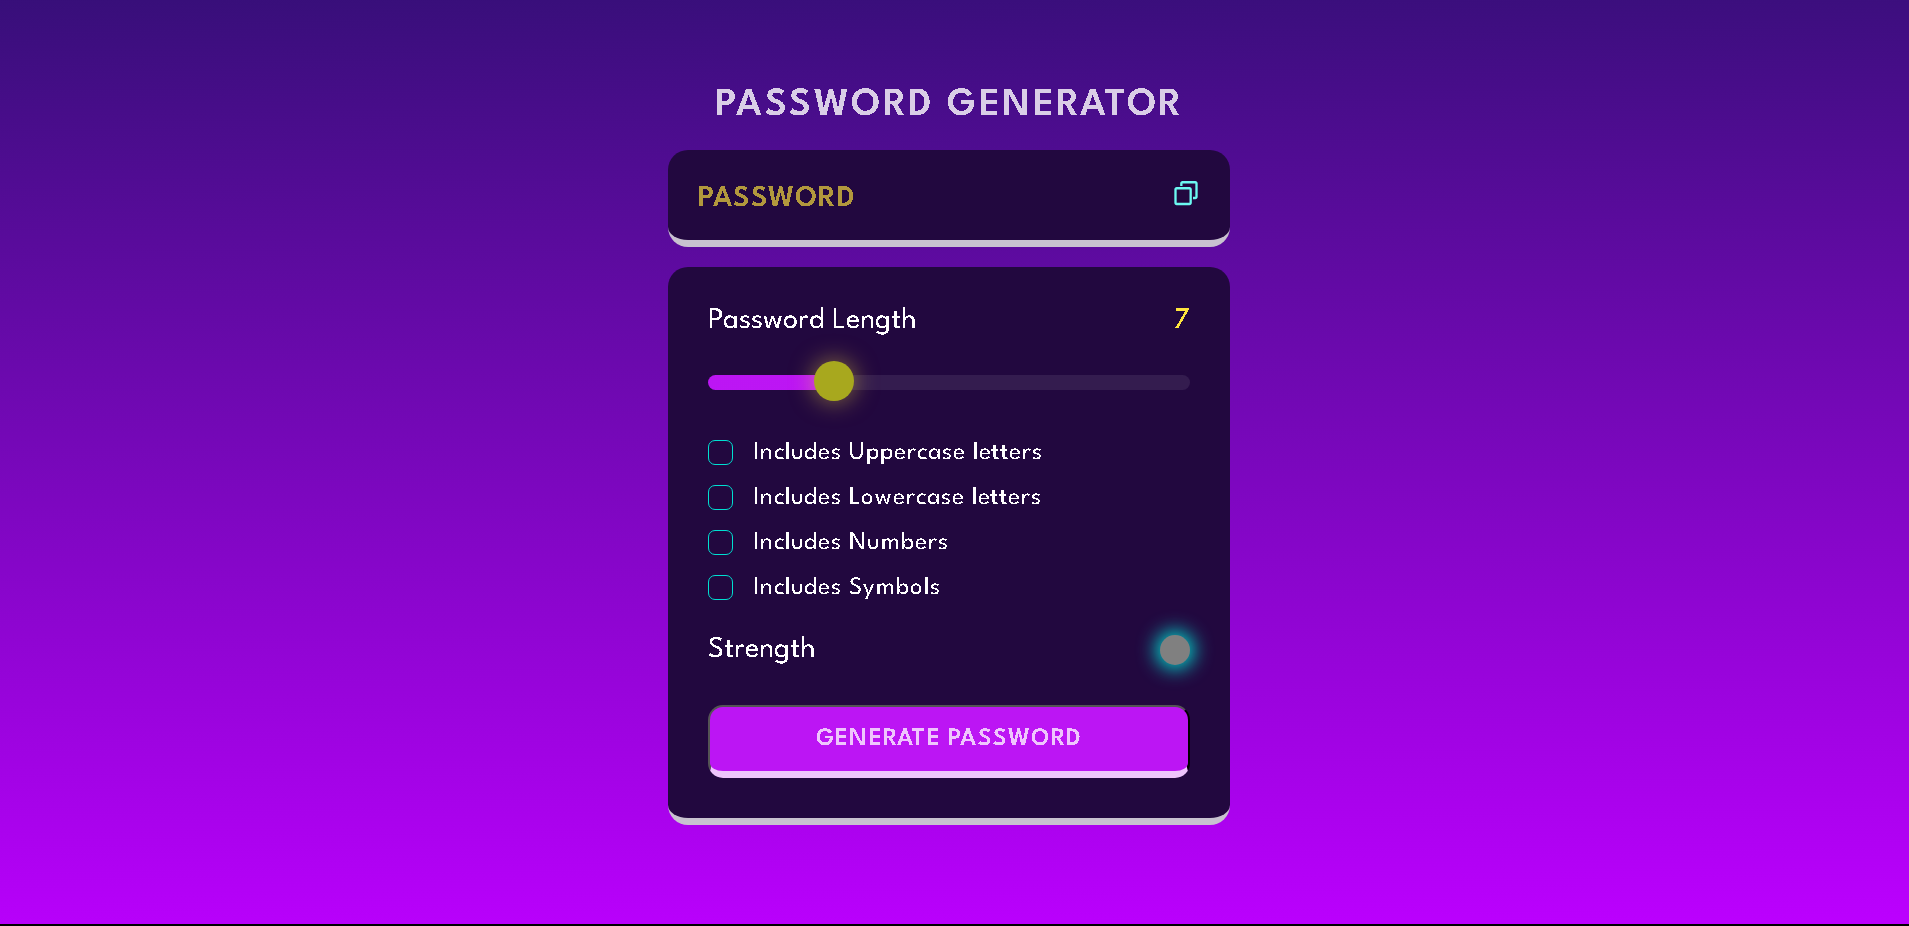 PASSWORD GENERATOR
PASSWORD
Password Length 7
Includes Uppercase letters
Includes Lowercase letters
Includes Numbers
Includes Symbols
Strength
GENERATE PASSWORD